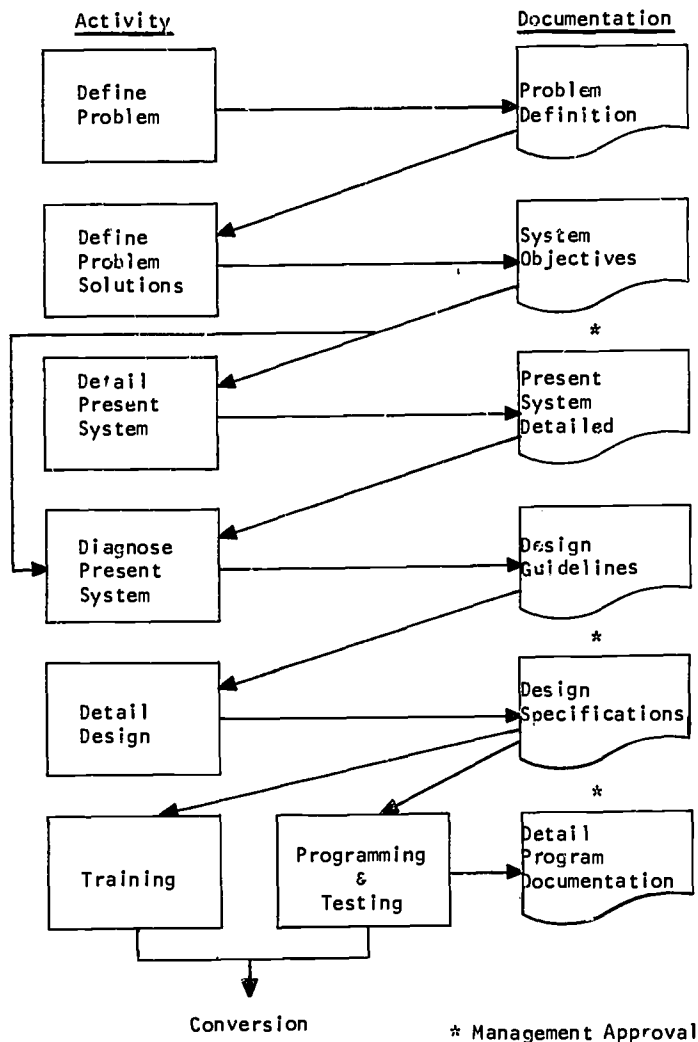 Activity
Documentation
Define
Problem
Problem
Definition
Define
Problem
Solutions
System
Objectives
*
Detail
Present
System
Present
System
Detailed
Diagnose
Present
System
Design
Guidelines
*
Detail
Design
Design
Specifications
*
Training
Programming
&
Testing
Detail
Program
Documentation
Conversion
* Management Approval